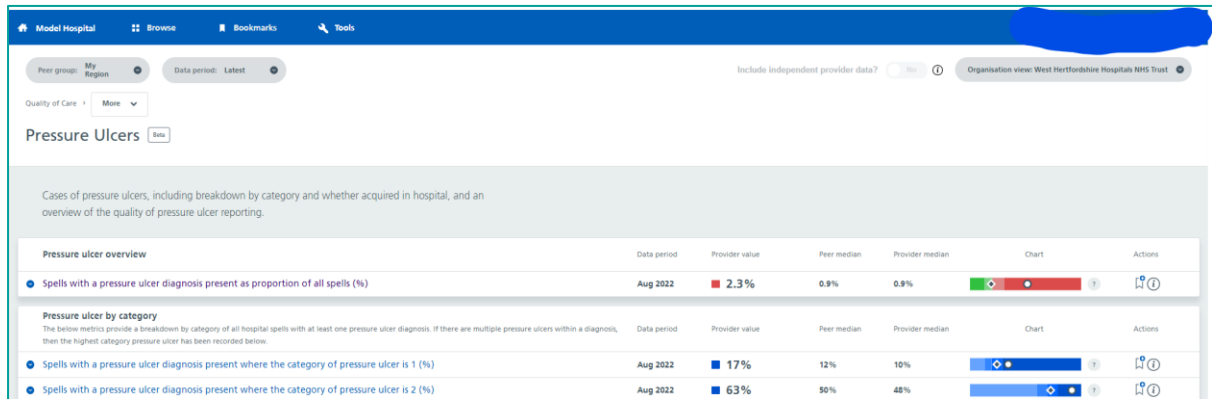 Model Hospital Browse Bookmarks Tools
Peer group: My Region Data period: Latest Include independent provider data? No Organisation view: West Hertfordshire Hospitals NHS Trust
Quality of Care More
Pressure Ulcers Beta
Cases of pressure ulcers, including breakdown by category and whether acquired in hospital, and an
overview of the quality of pressure ulcer reporting.
Pressure ulcer overview Data period Provider value Peer median Provider median Chart Actions
Spells with a pressure ulcer diagnosis present as proportion of all spells (%) Aug 2022 2.3% 0.9% 0.9% ?
Pressure ulcer by category
The below metrics provide a breakdown by category of all hospital spells with at least one pressure ulcer diagnosis. If there are multiple pressure ulcers within a diagnosis, Data period Provider value Peer median Provider median Chart Actions
then the highest category pressure ulcer has been recorded below.
Spells with a pressure ulcer diagnosis present where the category of pressure ulcer is 1 (%) Aug 2022 17% 12% 10% ?
Spells with a pressure ulcer diagnosis present where the category of pressure ulcer is 2 (%) Aug 2022 63% 50% 48% ?